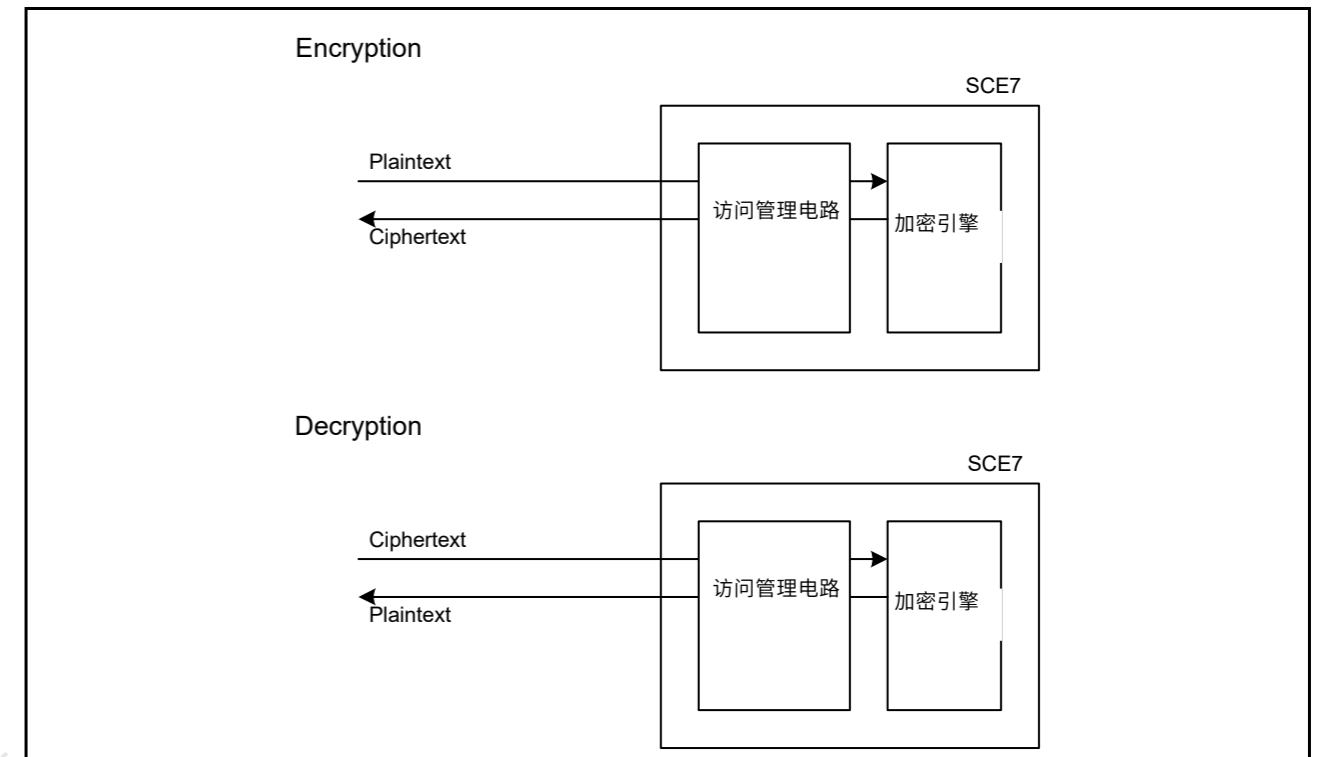 Encryption
SCE7
Plaintext
访问管理电路
加密引擎
Ciphertext
Decryption
SCE7
Ciphertext
访问管理电路
加密引擎
Plaintext